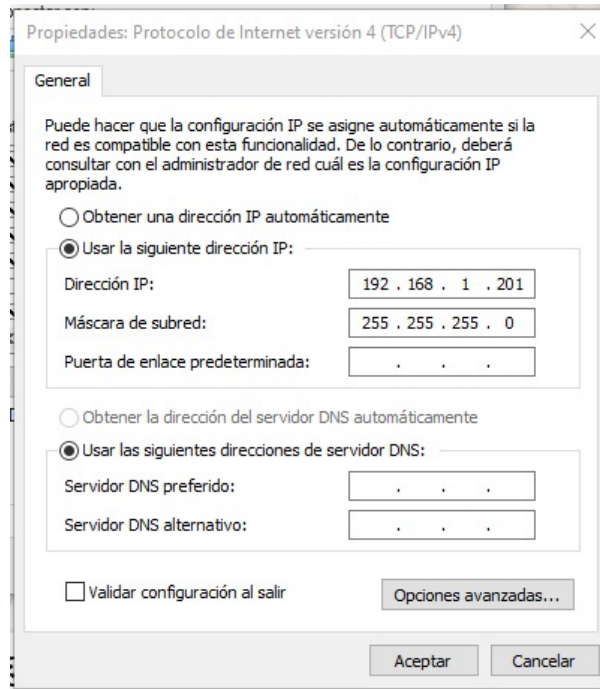 Propiedades: Protocolo de Internet versión 4 (TCP/IPv4)
General
Puede hacer que la configuración IP se asigne automáticamente si la
red es compatible con esta funcionalidad. De lo contrario, deberá
consultar con el administrador de red cuál es la configuración IP
apropiada.
Obtener una dirección IP automáticamente
Usar la siguiente dirección IP:
Dirección IP: 192 . 168 . 1 . 201
Máscara de subred: 255 . 255 . 255 . 0
Puerta de enlace predeterminada: . . .
Obtener la dirección del servidor DNS automáticamente
Usar las siguientes direcciones de servidor DNS:
Servidor DNS preferido: . . .
Servidor DNS alternativo: . . .
Validar configuración al salir
Opciones avanzadas...
Aceptar Cancelar